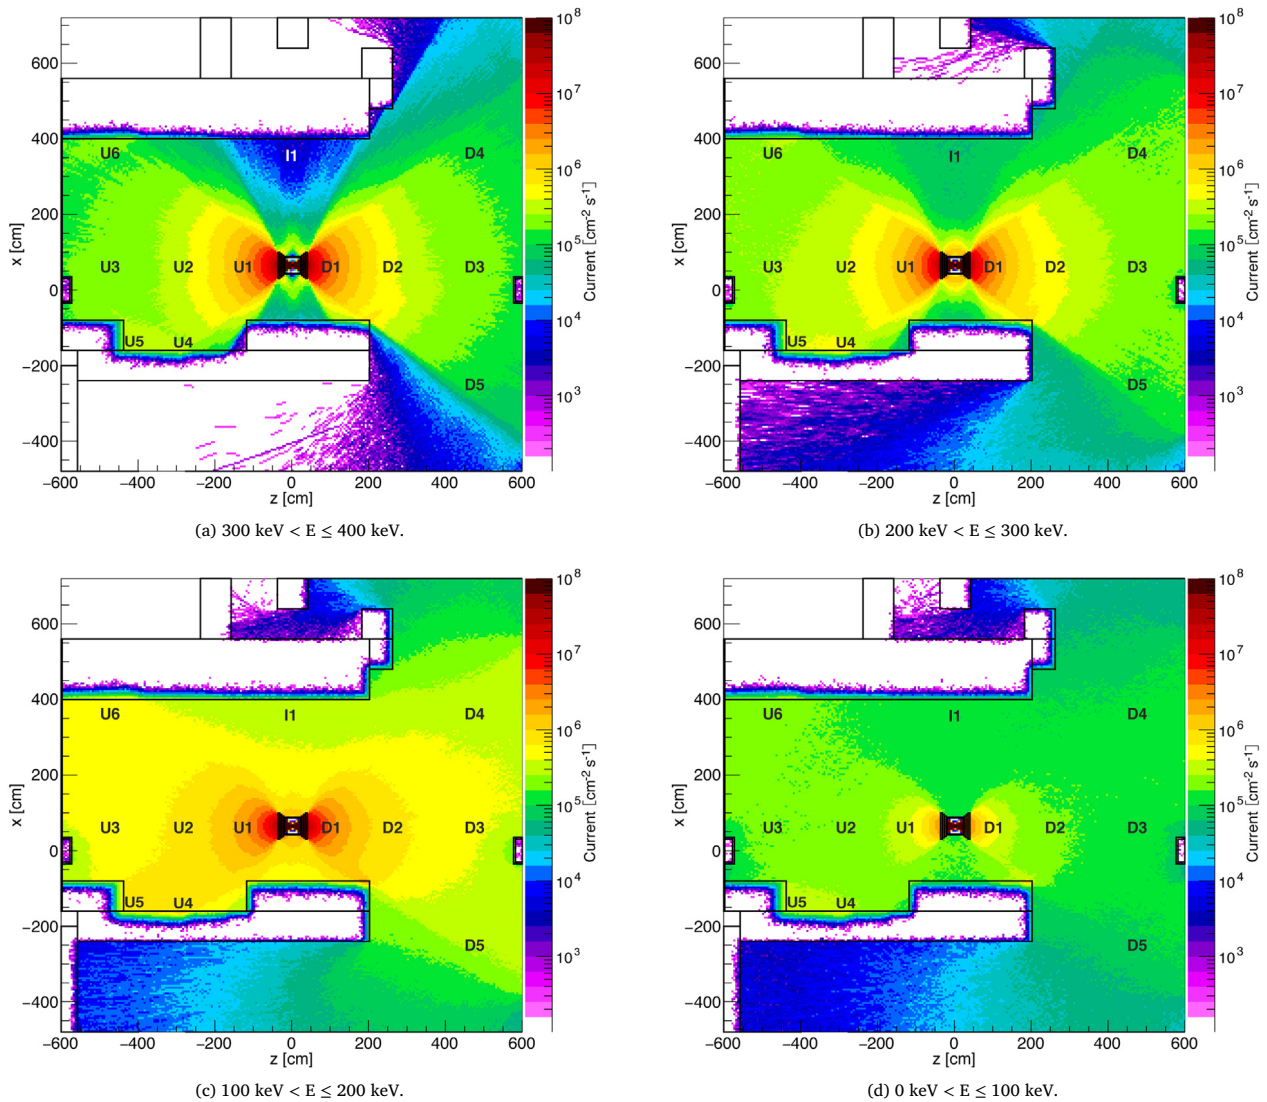 600
400
200
0
−200
−400
x [cm]
U6
I1
D4
U3
U2
U1
D1
D2
D3
U5
U4
D5
−600
−400
−200
0
200
400
600
z [cm]
10^8
10^7
10^6
10^5
10^4
10^3
Current [cm^-2 s^-1]
(a) 300 keV < E ≤ 400 keV.
600
400
200
0
−200
−400
x [cm]
U6
I1
D4
U3
U2
U1
D1
D2
D3
U5
U4
D5
−600
−400
−200
0
200
400
600
z [cm]
10^8
10^7
10^6
10^5
10^4
10^3
Current [cm^-2 s^-1]
(b) 200 keV < E ≤ 300 keV.
600
400
200
0
−200
−400
x [cm]
U6
I1
D4
U3
U2
U1
D1
D2
D3
U5
U4
D5
−600
−400
−200
0
200
400
600
z [cm]
10^8
10^7
10^6
10^5
10^4
10^3
Current [cm^-2 s^-1]
(c) 100 keV < E ≤ 200 keV.
600
400
200
0
−200
−400
x [cm]
U6
I1
D4
U3
U2
U1
D1
D2
D3
U5
U4
D5
−600
−400
−200
0
200
400
600
z [cm]
10^8
10^7
10^6
10^5
10^4
10^3
Current [cm^-2 s^-1]
(d) 0 keV < E ≤ 100 keV.